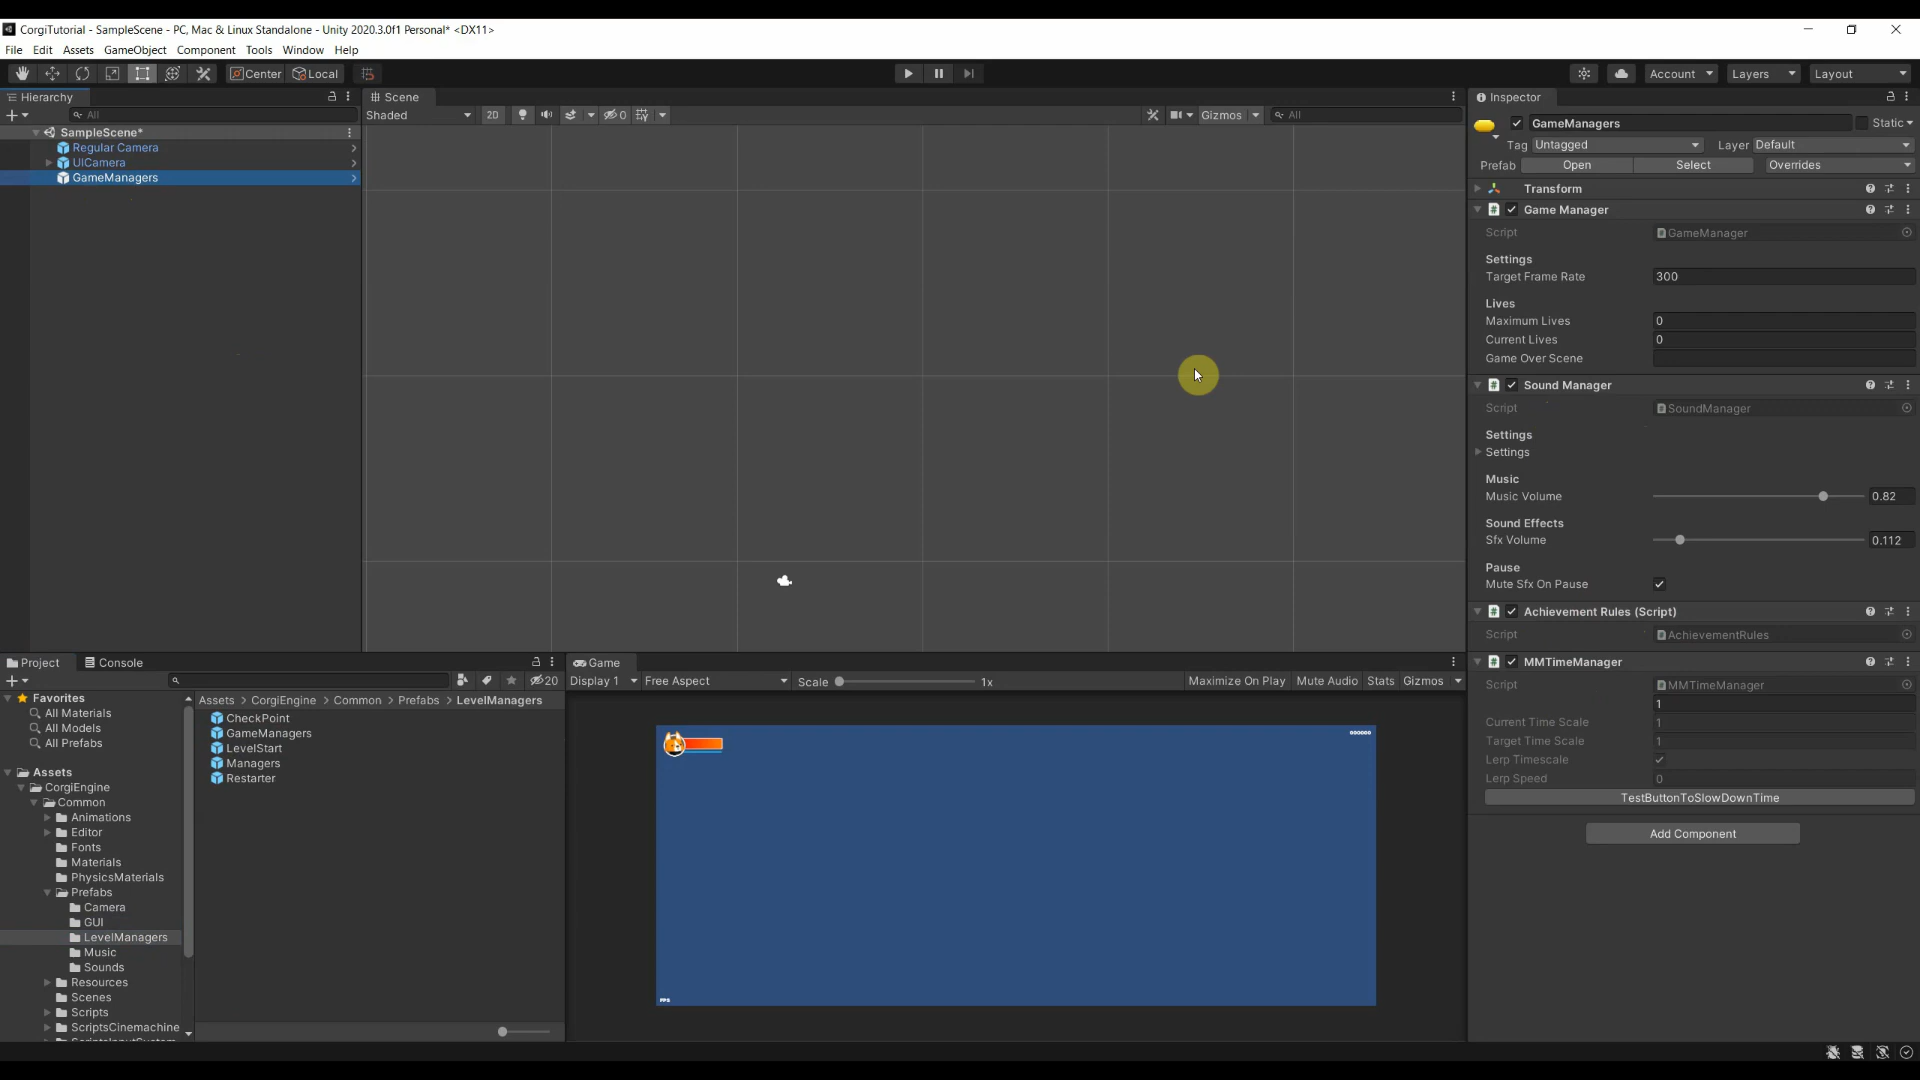 CorgiTutorial - SampleScene - PC, Mac & Linux Standalone - Unity 2020.3.0f1 Personal* <DX11>
File Edit Assets GameObject Component Tools Window Help
Center Local Account Layers Layout
Hierarchy
All
SampleScene*
Regular Camera
UICamera
GameManagers
Scene
Shaded 2D 0 Gizmos All
Inspector
GameManagers Static
Tag Untagged Layer Default
Prefab Open Select Overrides
Transform
Game Manager
Script GameManager
Settings
Target Frame Rate 300
Lives
Maximum Lives 0
Current Lives 0
Game Over Scene
Sound Manager
Script SoundManager
Settings
Settings
Music
Music Volume 0.82
Sound Effects
Sfx Volume 0.112
Pause
Mute Sfx On Pause
Achievement Rules (Script)
Script AchievementRules
MMTimeManager
Script MMTimeManager
1
Current Time Scale 1
Target Time Scale 1
Lerp Timescale
Lerp Speed 0
TestButtonToSlowDownTime
Add Component
Project Console
20
Favorites
All Materials
All Models
All Prefabs
Assets
CorgiEngine
Common
Animations
Editor
Fonts
Materials
PhysicsMaterials
Prefabs
Camera
GUI
LevelManagers
Music
Sounds
Resources
Scenes
Scripts
ScriptsCinemachine
Assets > CorgiEngine > Common > Prefabs > LevelManagers
CheckPoint
GameManagers
LevelStart
Managers
Restarter
Game
Display 1 Free Aspect Scale 1x Maximize On Play Mute Audio Stats Gizmos
000000
FPS